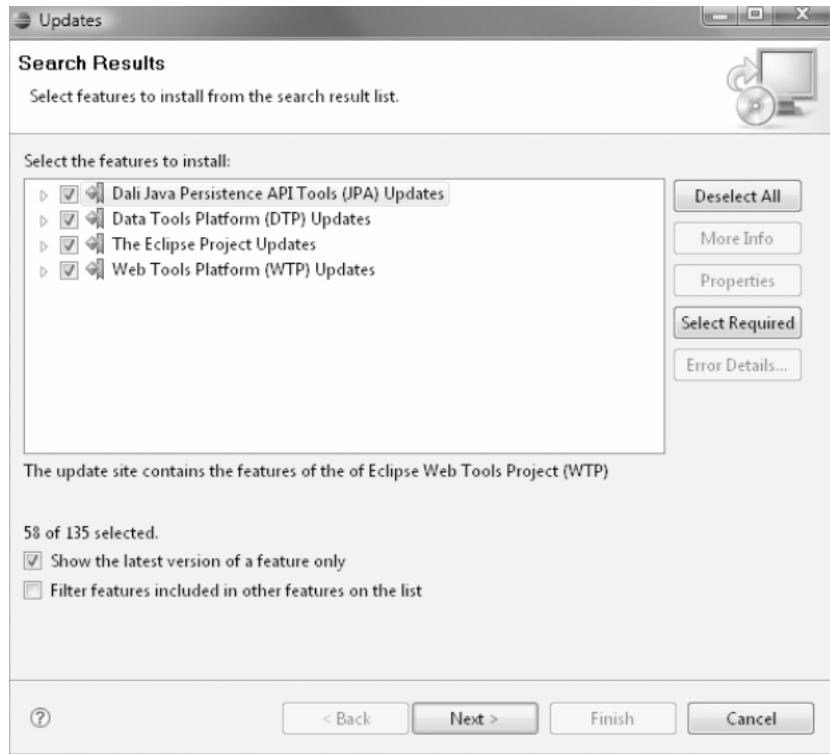 Updates
Search Results
Select features to install from the search result list.
Select the features to install:
Dali Java Persistence API Tools (JPA) Updates
Data Tools Platform (DTP) Updates
The Eclipse Project Updates
Web Tools Platform (WTP) Updates
Deselect All
More Info
Properties
Select Required
Error Details...
The update site contains the features of the of Eclipse Web Tools Project (WTP)
58 of 135 selected.
Show the latest version of a feature only
Filter features included in other features on the list
?
< Back
Next >
Finish
Cancel